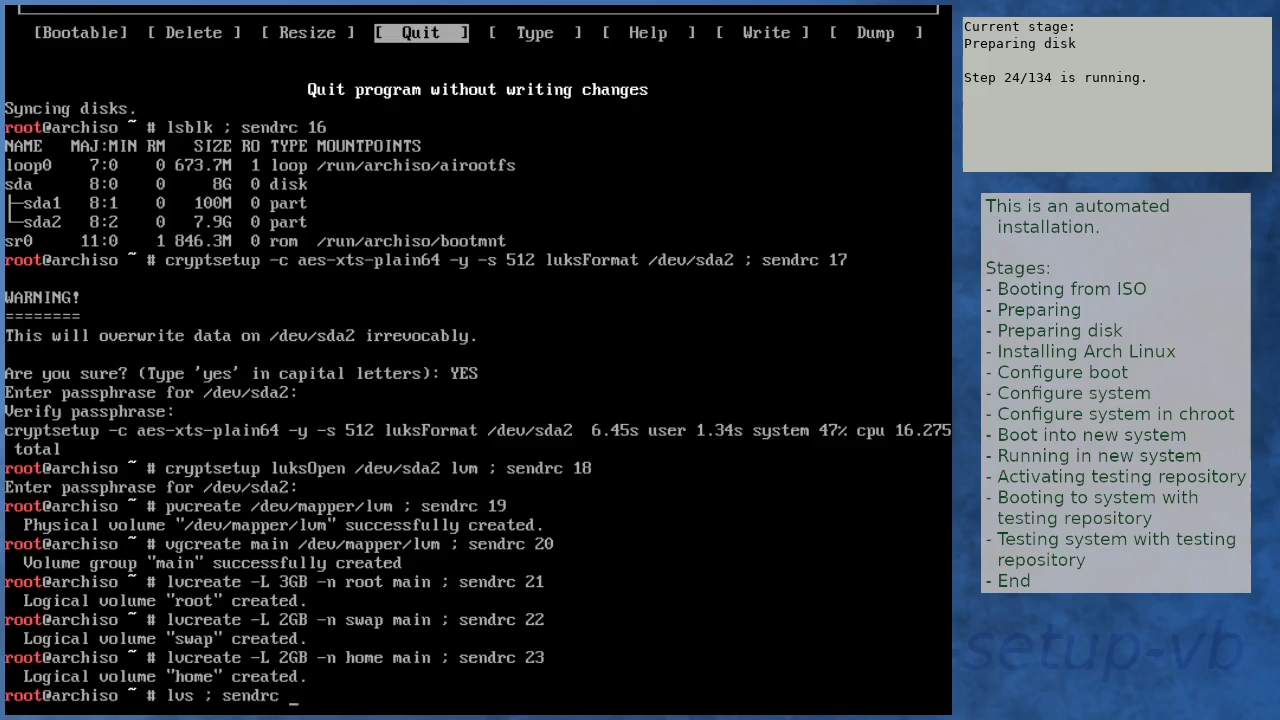 [Bootable] [ Delete ] [ Resize ] [ Quit ] [ Type ] [ Help ] [ Write ] [ Dump ]
Quit program without writing changes
Syncing disks.
root@archiso ~ # lsblk ; sendrc 16
NAME   MAJ:MIN RM   SIZE RO TYPE MOUNTPOINTS
loop0    7:0    0 673.7M  1 loop /run/archiso/airootfs
sda      8:0    0     8G  0 disk
├─sda1   8:1    0   100M  0 part
└─sda2   8:2    0   7.9G  0 part
sr0     11:0    1 846.3M  0 rom  /run/archiso/bootmnt
root@archiso ~ # cryptsetup -c aes-xts-plain64 -y -s 512 luksFormat /dev/sda2 ; sendrc 17
WARNING!
========
This will overwrite data on /dev/sda2 irrevocably.
Are you sure? (Type 'yes' in capital letters): YES
Enter passphrase for /dev/sda2:
Verify passphrase:
cryptsetup -c aes-xts-plain64 -y -s 512 luksFormat /dev/sda2  6.45s user 1.34s system 47% cpu 16.275
total
root@archiso ~ # cryptsetup luksOpen /dev/sda2 lvm ; sendrc 18
Enter passphrase for /dev/sda2:
root@archiso ~ # pvcreate /dev/mapper/lvm ; sendrc 19
Physical volume "/dev/mapper/lvm" successfully created.
root@archiso ~ # vgcreate main /dev/mapper/lvm ; sendrc 20
Volume group "main" successfully created
root@archiso ~ # lvcreate -L 3GB -n root main ; sendrc 21
Logical volume "root" created.
root@archiso ~ # lvcreate -L 2GB -n swap main ; sendrc 22
Logical volume "swap" created.
root@archiso ~ # lvcreate -L 2GB -n home main ; sendrc 23
Logical volume "home" created.
root@archiso ~ # lvs ; sendrc _
Current stage:
Preparing disk
Step 24/134 is running.
This is an automated
installation.
Stages:
- Booting from ISO
- Preparing
- Preparing disk
- Installing Arch Linux
- Configure boot
- Configure system
- Configure system in chroot
- Boot into new system
- Running in new system
- Activating testing repository
- Booting to system with
testing repository
- Testing system with testing
repository
- End
-setup-vb